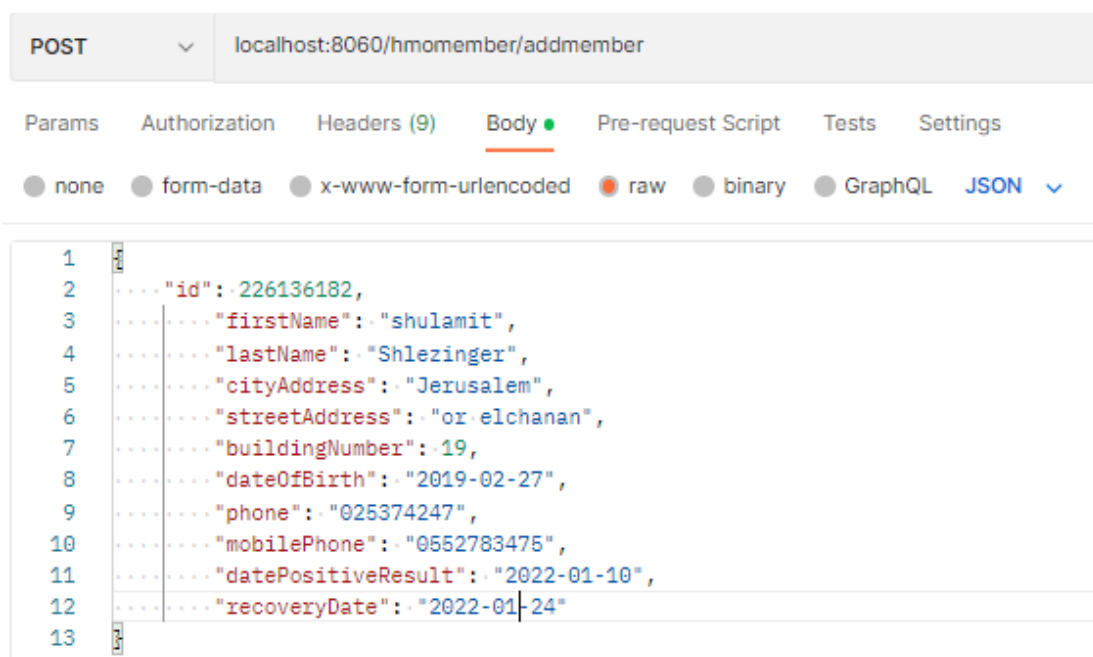 POST localhost:8060/hmomember/addmember
Params Authorization Headers (9) Body Pre-request Script Tests Settings
none form-data x-www-form-urlencoded raw binary GraphQL JSON
1 {
2 "id": 226136182,
3 "firstName": "shulamit",
4 "lastName": "Shlezinger",
5 "cityAddress": "Jerusalem",
6 "streetAddress": "or elchanan",
7 "buildingNumber": 19,
8 "dateOfBirth": "2019-02-27",
9 "phone": "025374247",
10 "mobilePhone": "0552783475",
11 "datePositiveResult": "2022-01-10",
12 "recoveryDate": "2022-01-24"
13 }